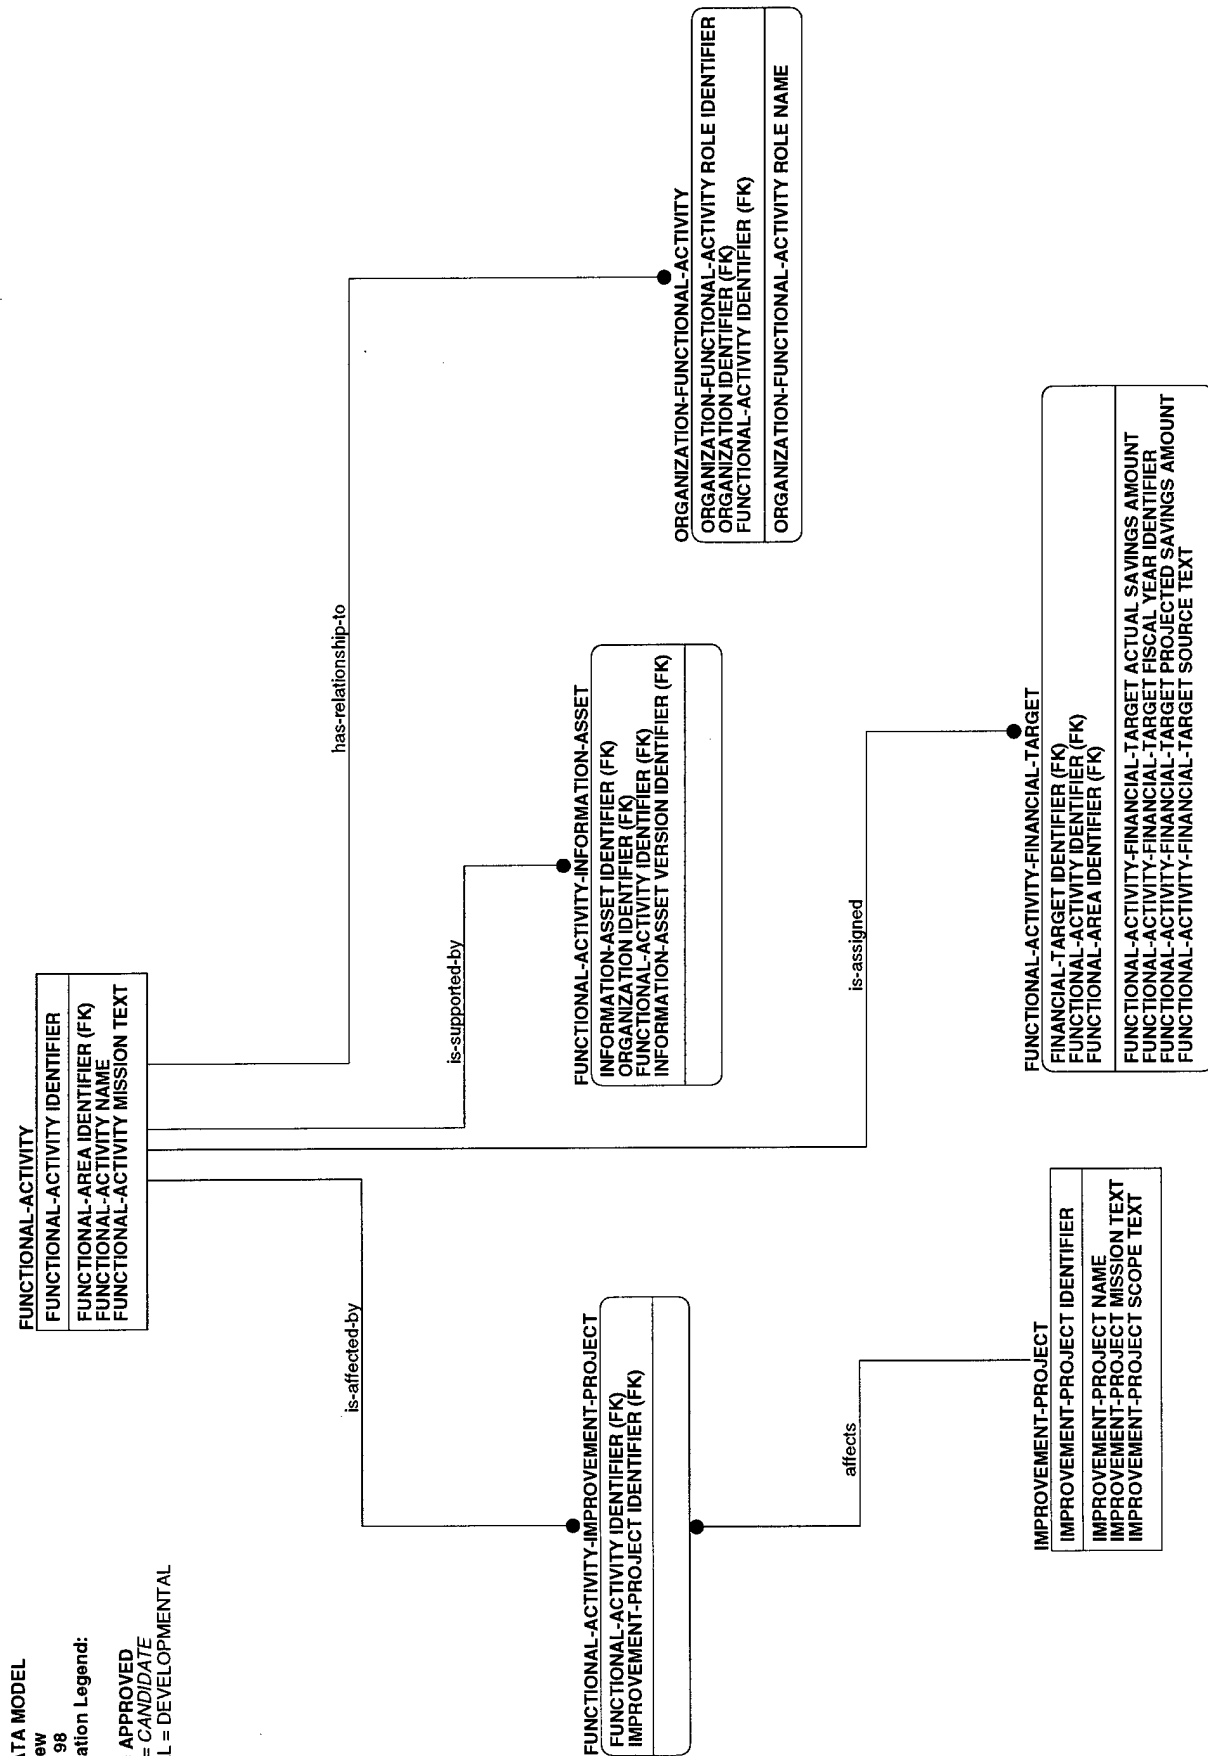 ATA MODEL
ew
98
ation Legend:
= APPROVED
= CANDIDATE
L = DEVELOPMENTAL
FUNCTIONAL-ACTIVITY
FUNCTIONAL-ACTIVITY IDENTIFIER
FUNCTIONAL-AREA IDENTIFIER (FK)
FUNCTIONAL-ACTIVITY NAME
FUNCTIONAL-ACTIVITY MISSION TEXT
is-affected-by
is-supported-by
has-relationship-to
is-assigned
FUNCTIONAL-ACTIVITY-IMPROVEMENT-PROJECT
FUNCTIONAL-ACTIVITY IDENTIFIER (FK)
IMPROVEMENT-PROJECT IDENTIFIER (FK)
FUNCTIONAL-ACTIVITY-INFORMATION-ASSET
INFORMATION-ASSET IDENTIFIER (FK)
ORGANIZATION IDENTIFIER (FK)
FUNCTIONAL-ACTIVITY IDENTIFIER (FK)
INFORMATION-ASSET VERSION IDENTIFIER (FK)
ORGANIZATION-FUNCTIONAL-ACTIVITY
ORGANIZATION-FUNCTIONAL-ACTIVITY ROLE IDENTIFIER
ORGANIZATION IDENTIFIER (FK)
FUNCTIONAL-ACTIVITY IDENTIFIER (FK)
ORGANIZATION-FUNCTIONAL-ACTIVITY ROLE NAME
affects
IMPROVEMENT-PROJECT
IMPROVEMENT-PROJECT IDENTIFIER
IMPROVEMENT-PROJECT NAME
IMPROVEMENT-PROJECT MISSION TEXT
IMPROVEMENT-PROJECT SCOPE TEXT
FUNCTIONAL-ACTIVITY-FINANCIAL-TARGET
FINANCIAL-TARGET IDENTIFIER (FK)
FUNCTIONAL-ACTIVITY IDENTIFIER (FK)
FUNCTIONAL-AREA IDENTIFIER (FK)
FUNCTIONAL-ACTIVITY-FINANCIAL-TARGET ACTUAL SAVINGS AMOUNT
FUNCTIONAL-ACTIVITY-FINANCIAL-TARGET FISCAL YEAR IDENTIFIER
FUNCTIONAL-ACTIVITY-FINANCIAL-TARGET PROJECTED SAVINGS AMOUNT
FUNCTIONAL-ACTIVITY-FINANCIAL-TARGET SOURCE TEXT